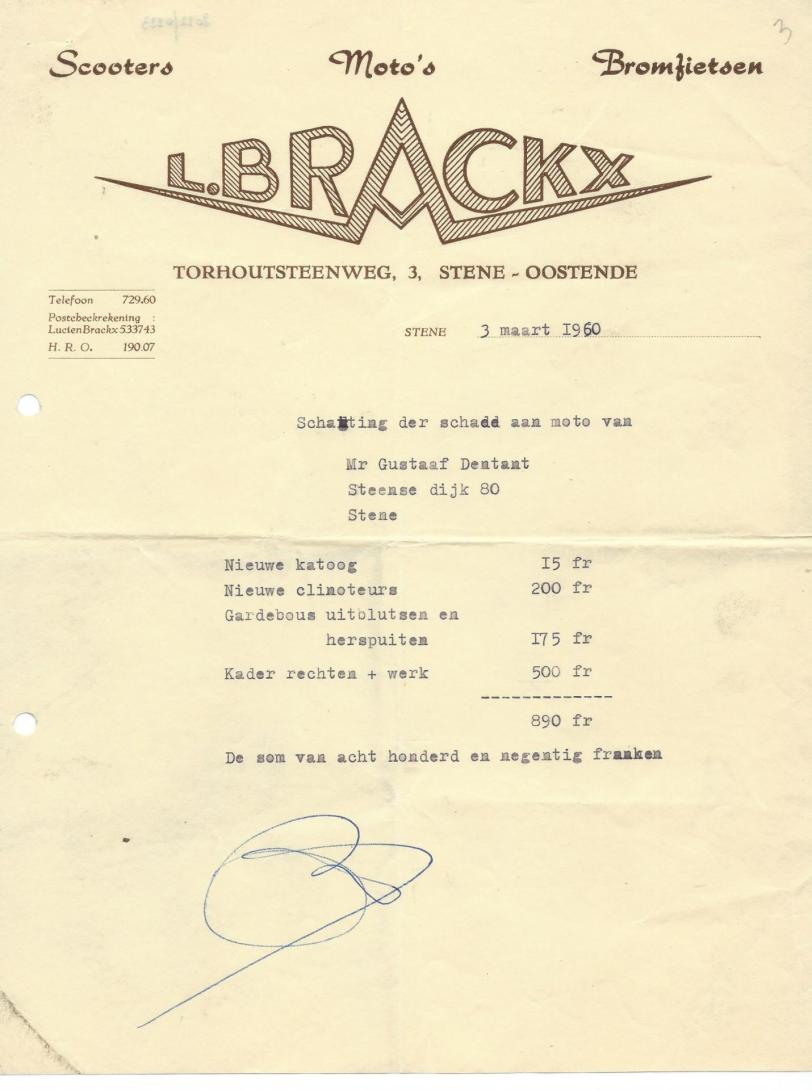 3
Scooters Moto's Bromfietsen
L. BRACKX
TORHOUTSTEENWEG, 3, STENE - OOSTENDE
Telefoon 729.60
Postcheckrekening :
Lucien Brackx 533743
H. R. O. 190.07
STENE 3 maart I960
Schatting der schadd aan moto van
Mr Gustaaf Dentant
Steense dijk 80
Stene
Nieuwe katoog I5 fr
Nieuwe climoteurs 200 fr
Gardebous uitblutsen en
herspuiten I75 fr
Kader rechten + werk 500 fr
-------------
890 fr
De som van acht honderd en negentig franken